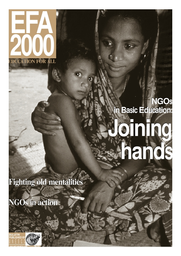 EFA
2000
EDUCATION FOR ALL
NGOs
in Basic Education:
Joining
hands
Fighting old mentalities
NGOs in action